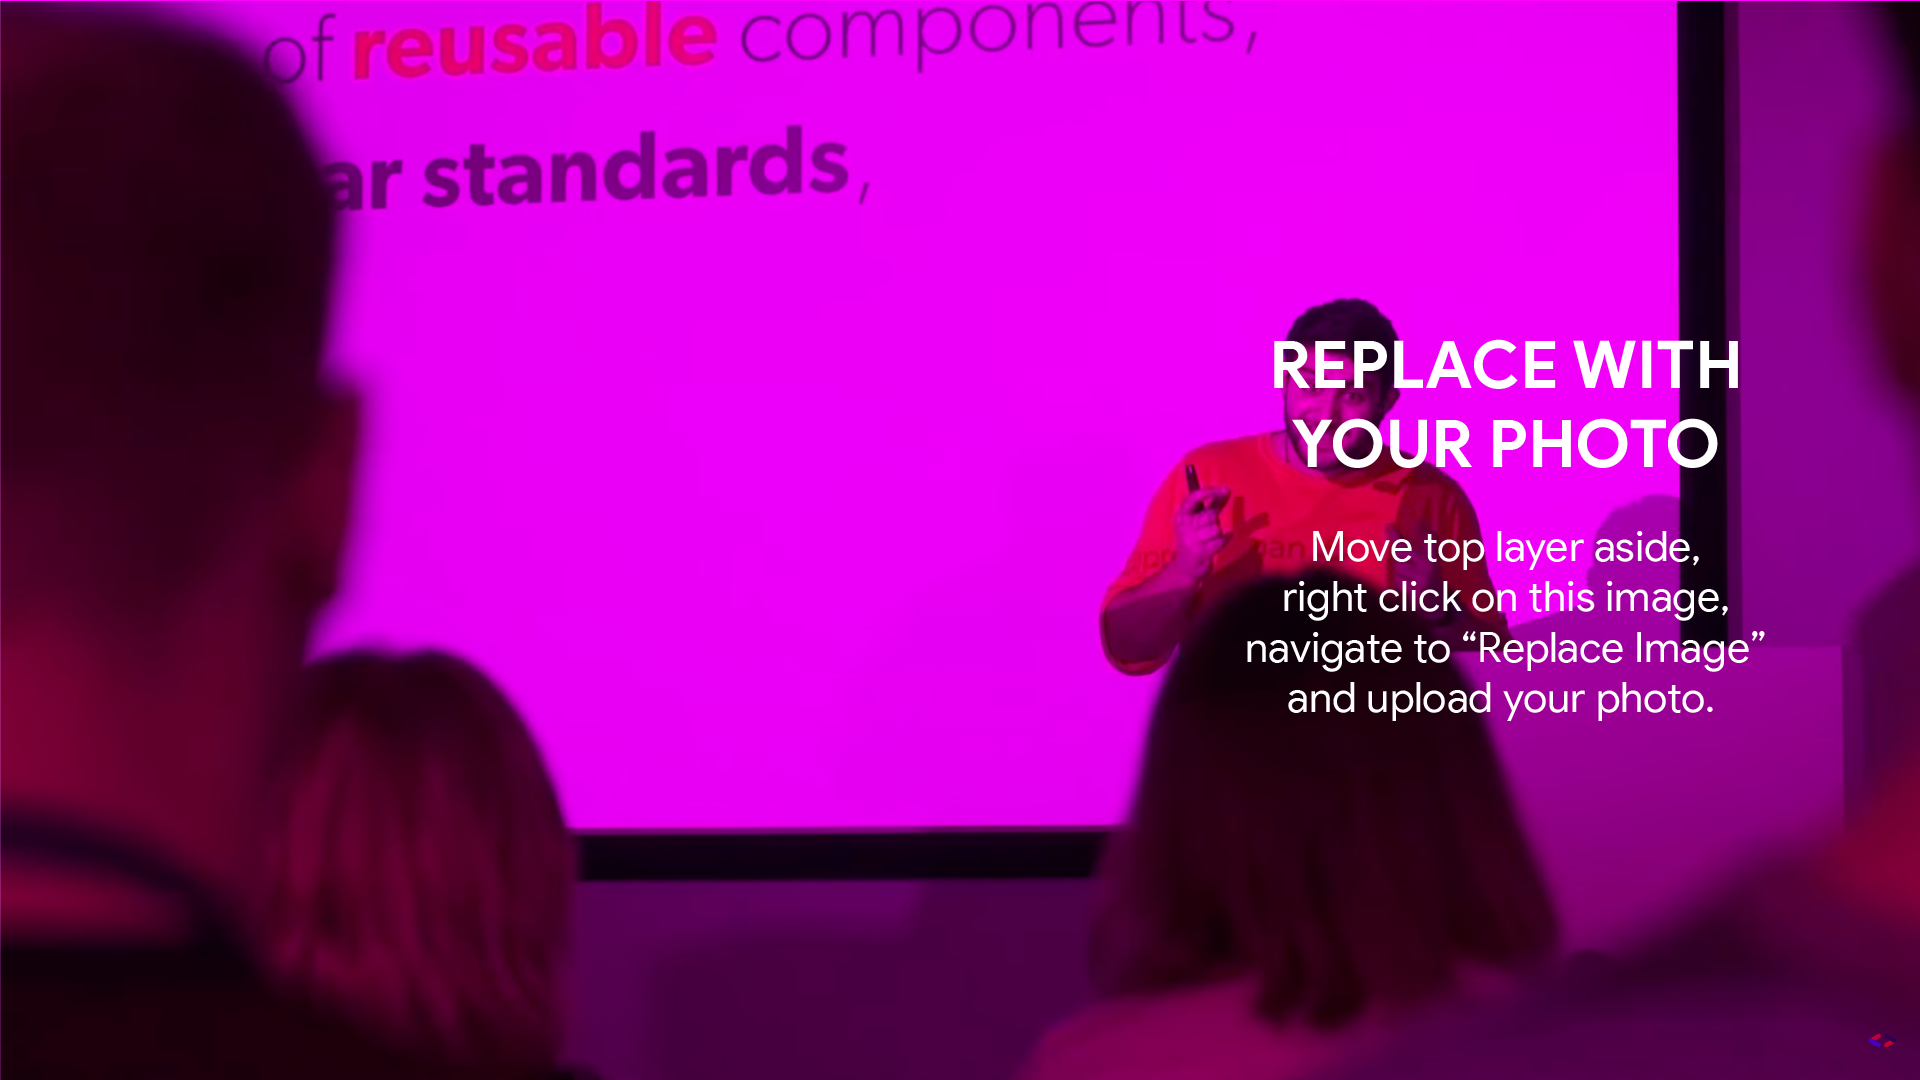 of reusable components,
ar standards,
REPLACE WITH
YOUR PHOTO
Move top layer aside,
right click on this image,
navigate to “Replace Image”
and upload your photo.